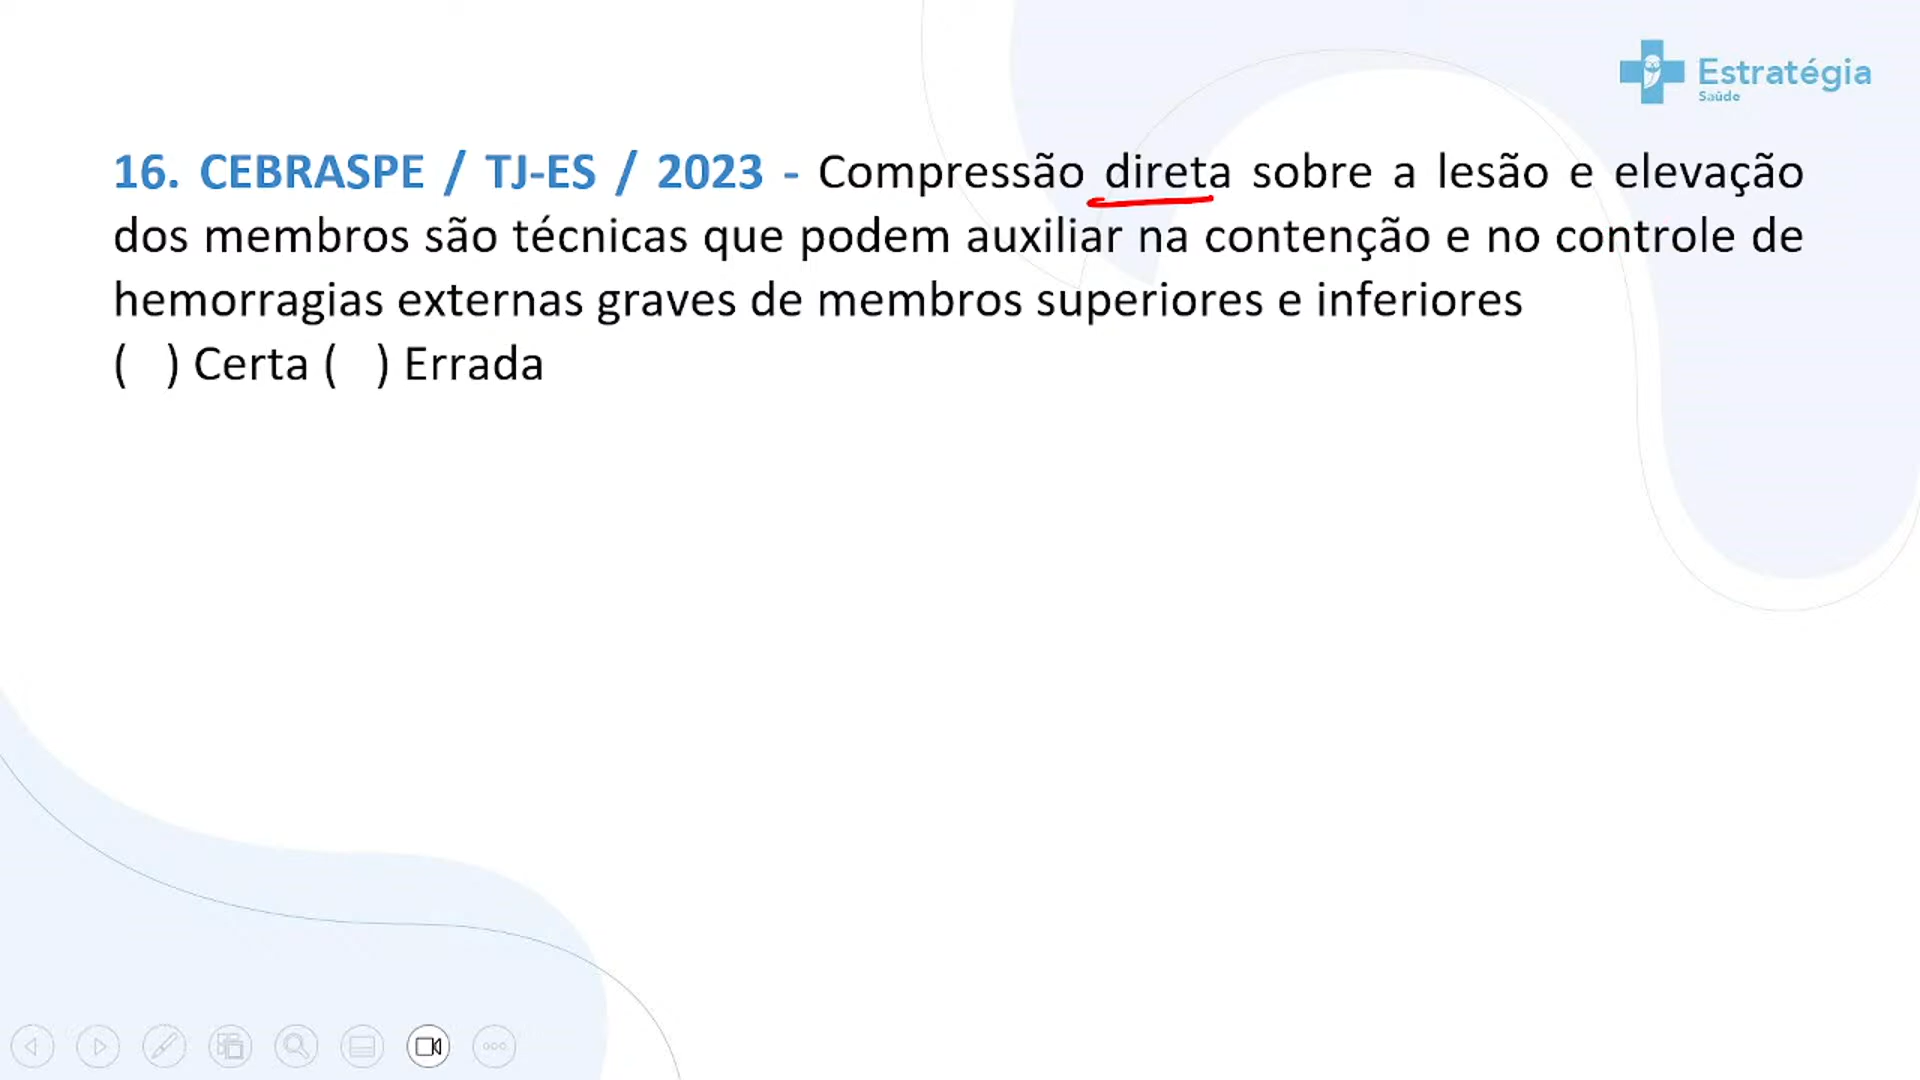 Estratégia
Saúde
16. CEBRASPE / TJ-ES / 2023 - Compressão direta sobre a lesão e elevação
dos membros são técnicas que podem auxiliar na contenção e no controle de
hemorragias externas graves de membros superiores e inferiores
( ) Certa ( ) Errada